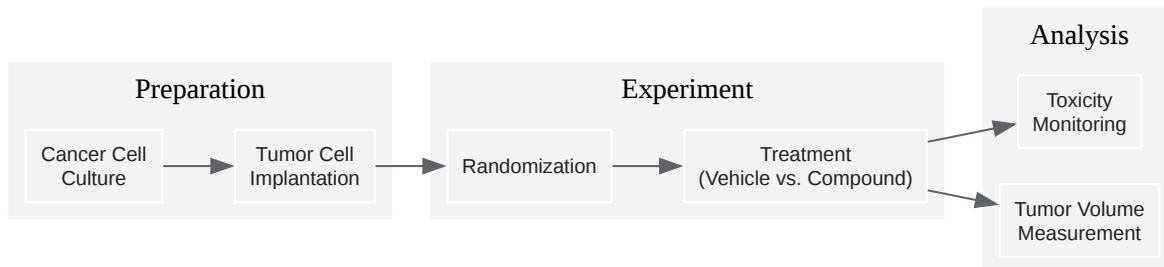 Preparation
Cancer Cell
Culture
Tumor Cell
Implantation
Experiment
Randomization
Treatment
(Vehicle vs. Compound)
Analysis
Toxicity
Monitoring
Tumor Volume
Measurement